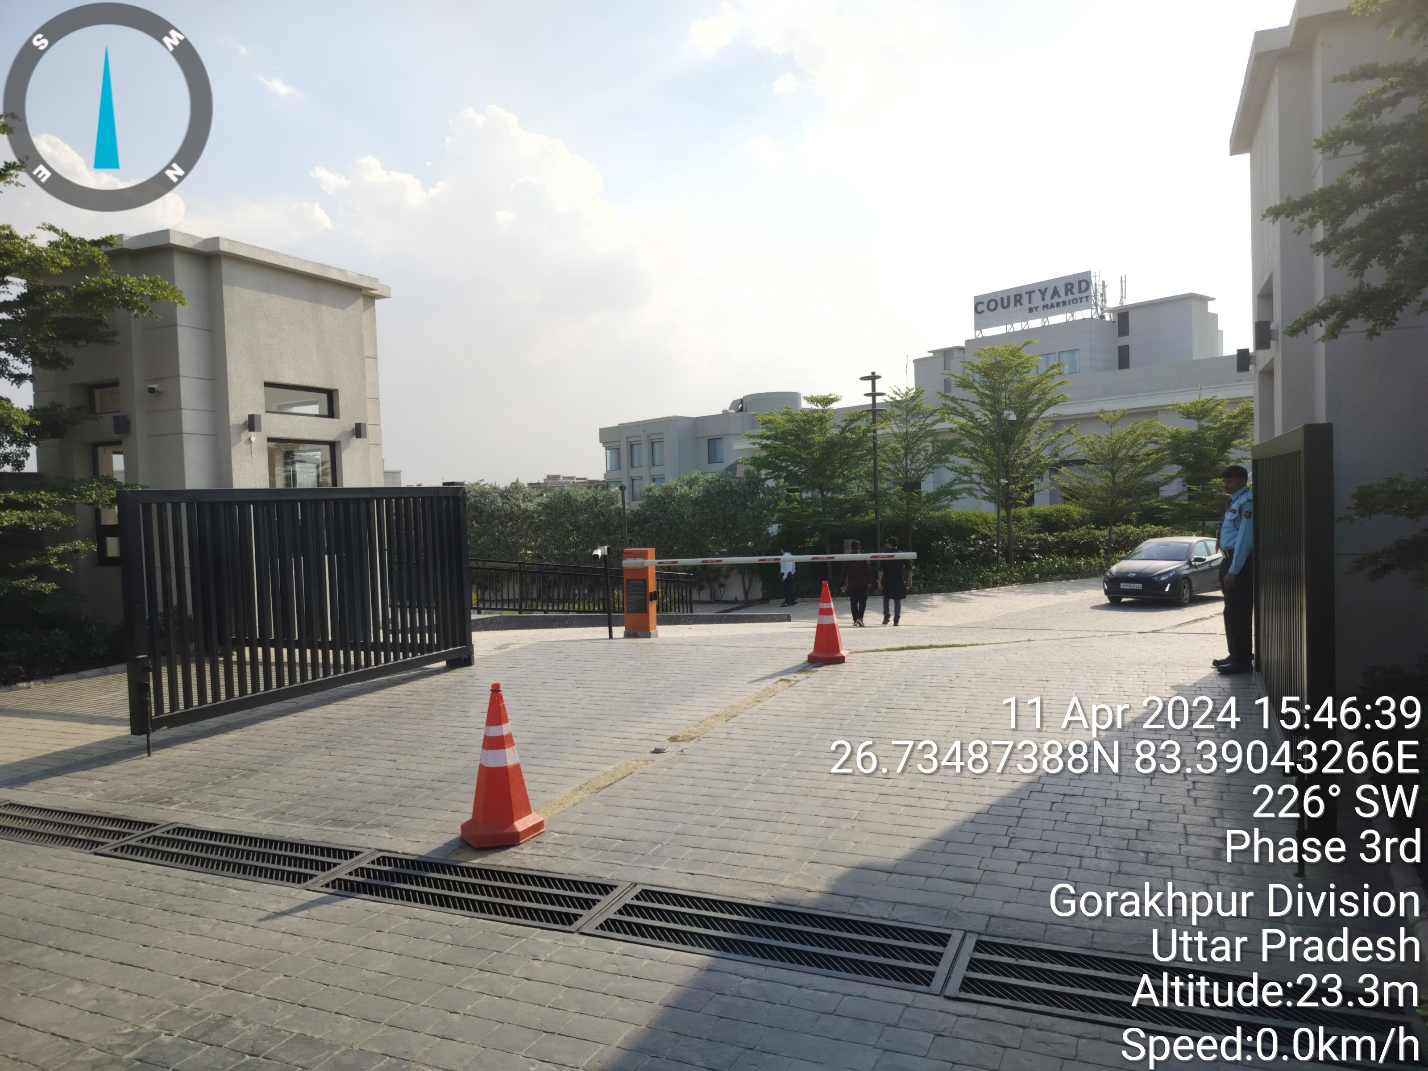 S
W
E
N
COURTYARD
BY MARRIOTT
11 Apr 2024 15:46:39
26.73487388N 83.39043266E
226° SW
Phase 3rd
Gorakhpur Division
Uttar Pradesh
Altitude:23.3m
Speed:0.0km/h